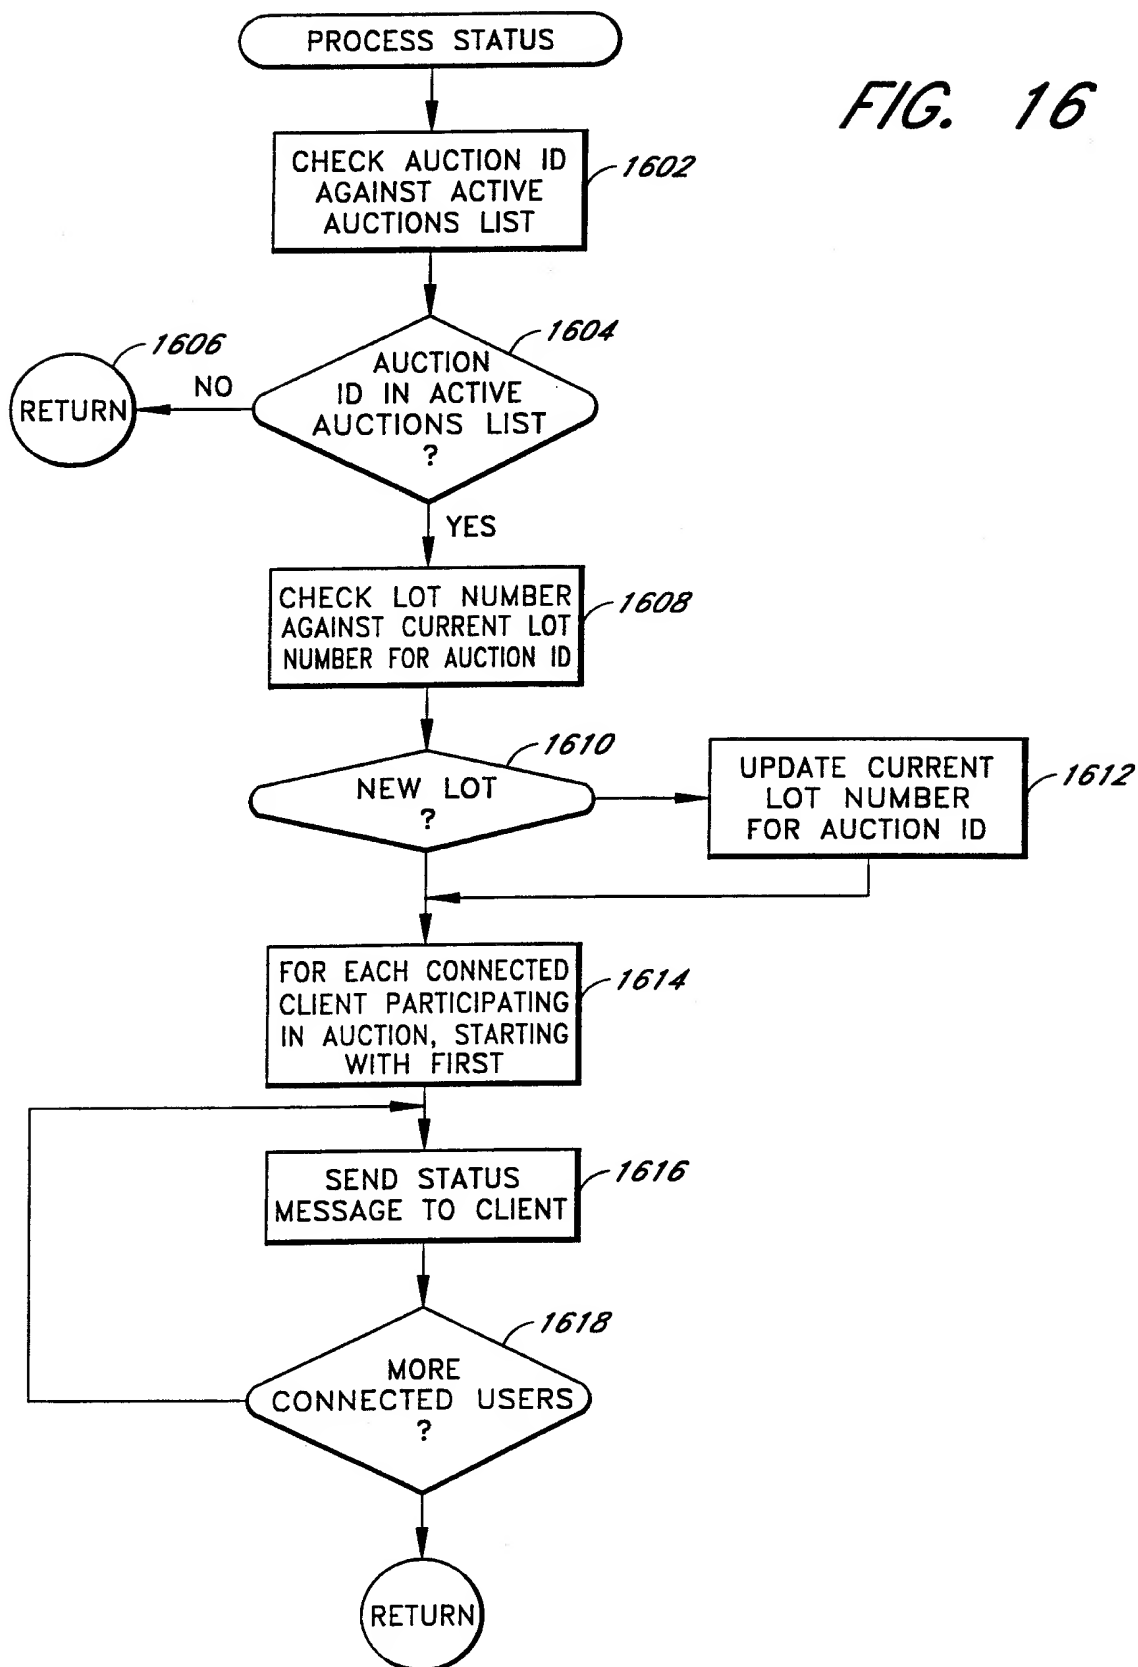 PROCESS STATUS
FIG. 16
CHECK AUCTION ID
AGAINST ACTIVE
AUCTIONS LIST
1602
1604
AUCTION
ID IN ACTIVE
AUCTIONS LIST
?
1606
NO
RETURN
YES
CHECK LOT NUMBER
AGAINST CURRENT LOT
NUMBER FOR AUCTION ID
1608
1610
NEW LOT
?
UPDATE CURRENT
LOT NUMBER
FOR AUCTION ID
1612
FOR EACH CONNECTED
CLIENT PARTICIPATING
IN AUCTION, STARTING
WITH FIRST
1614
SEND STATUS
MESSAGE TO CLIENT
1616
1618
MORE
CONNECTED USERS
?
RETURN